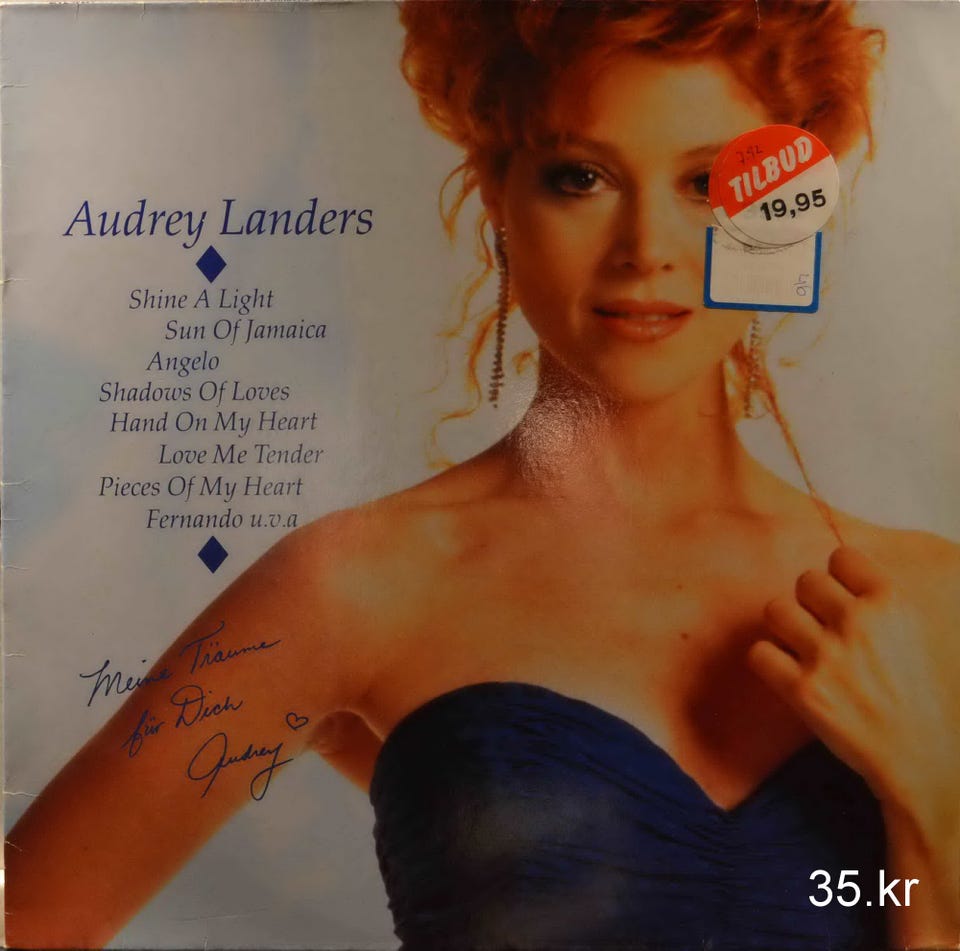 Audrey Landers
Shine A Light
Sun Of Jamaica
Angelo
Shadows Of Loves
Hand On My Heart
Love Me Tender
Pieces Of My Heart
Fernando u.v.a
Meine Träume
für Dich
Audrey
TILBUD
19,95
35.kr